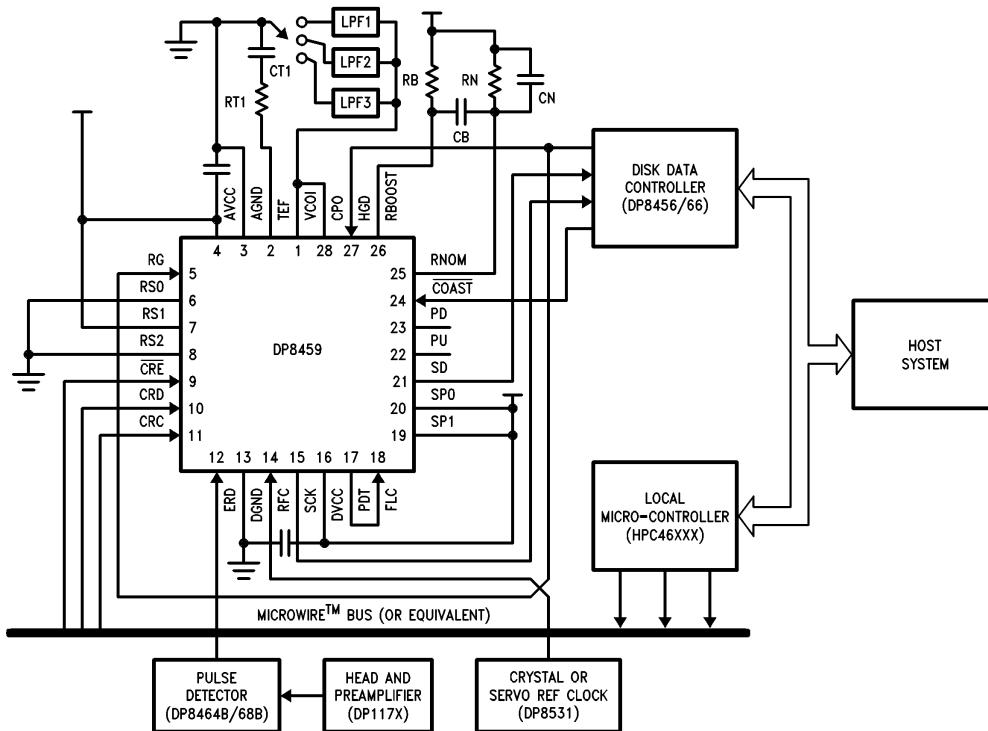 LPF1
LPF2
LPF3
CT1
RT1
RB
RN
CN
CB
AVCC
AGND
TEF
VCOI
CPO
HGD
RBOOST
4
3
2
1
28
27
26
RG
RS0
RS1
RS2
CRE
CRD
CRC
5
6
7
8
9
10
11
DP8459
25
24
23
22
21
20
19
RNOM
COAST
PD
PU
SD
SP0
SP1
12
13
14
15
16
17
18
ERD
DGND
RFC
SCK
DVCC
PDT
FLC
DISK DATA
CONTROLLER
(DP8456/66)
HOST
SYSTEM
LOCAL
MICRO-CONTROLLER
(HPC46XXX)
MICROWIRE™ BUS (OR EQUIVALENT)
PULSE
DETECTOR
(DP8464B/68B)
HEAD AND
PREAMPLIFIER
(DP117X)
CRYSTAL OR
SERVO REF CLOCK
(DP8531)